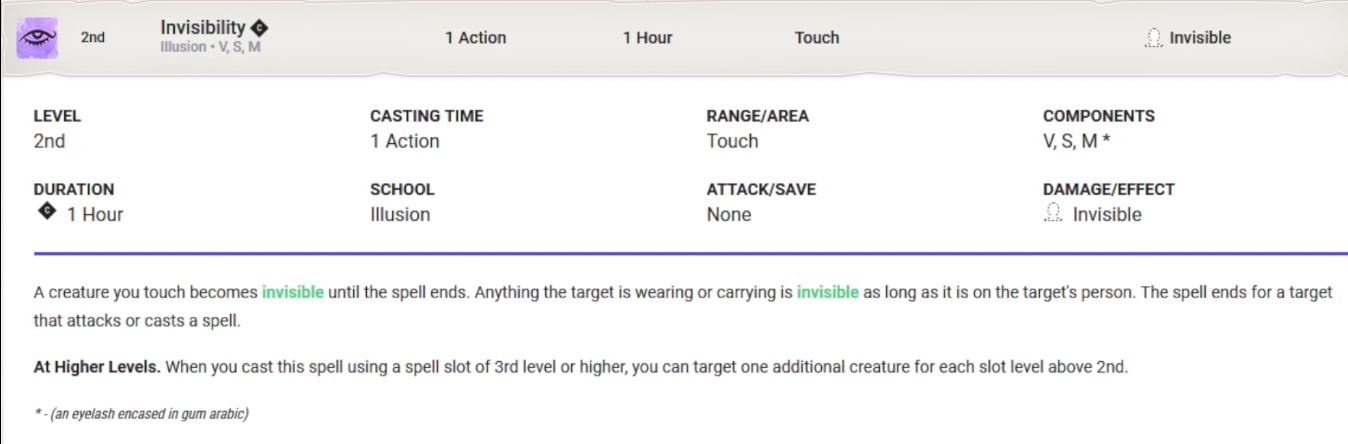 2nd Invisibility C 1 Action 1 Hour Touch Invisible
Illusion • V, S, M
LEVEL CASTING TIME RANGE/AREA COMPONENTS
2nd 1 Action Touch V, S, M *
DURATION SCHOOL ATTACK/SAVE DAMAGE/EFFECT
C 1 Hour Illusion None Invisible
A creature you touch becomes invisible until the spell ends. Anything the target is wearing or carrying is invisible as long as it is on the target's person. The spell ends for a target
that attacks or casts a spell.
At Higher Levels. When you cast this spell using a spell slot of 3rd level or higher, you can target one additional creature for each slot level above 2nd.
* - (an eyelash encased in gum arabic)